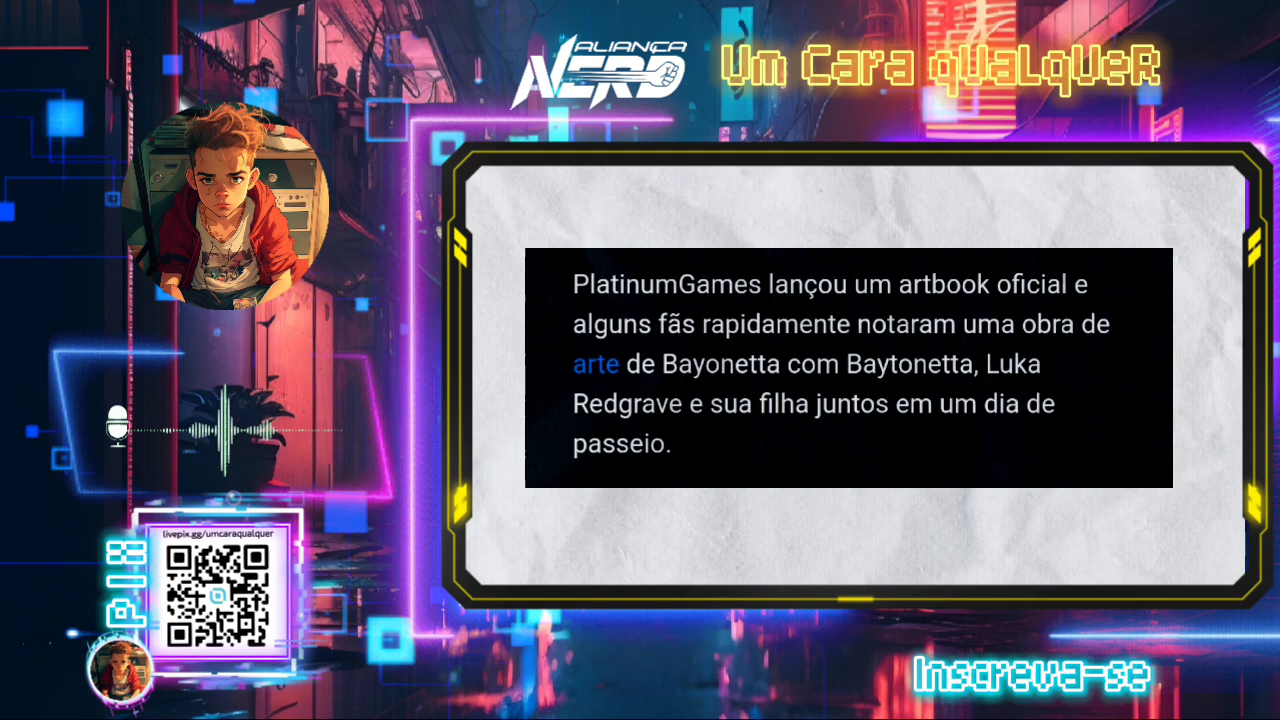 ALIANÇA
NERD
Um Cara qUaLqUeR
PlatinumGames lançou um artbook oficial e
alguns fãs rapidamente notaram uma obra de
arte de Bayonetta com Baytonetta, Luka
Redgrave e sua filha juntos em um dia de
passeio.
livepix.gg/umcaraqualquer
PIX
Inscreva-se